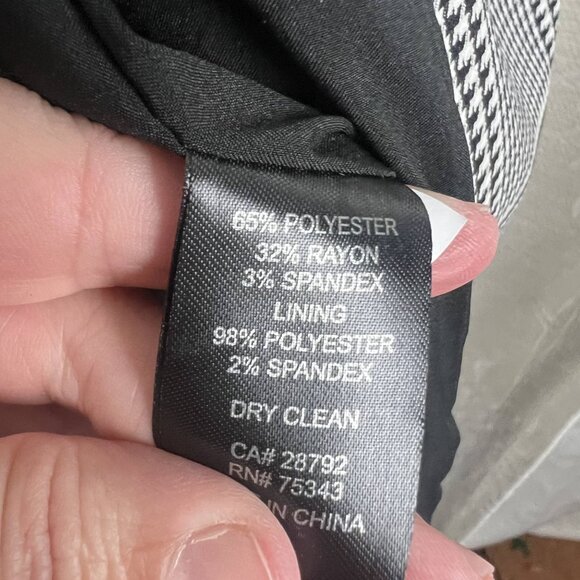 65% POLYESTER
32% RAYON
3% SPANDEX
LINING
98% POLYESTER
2% SPANDEX
DRY CLEAN
CA# 28792
RN# 75343
IN CHINA